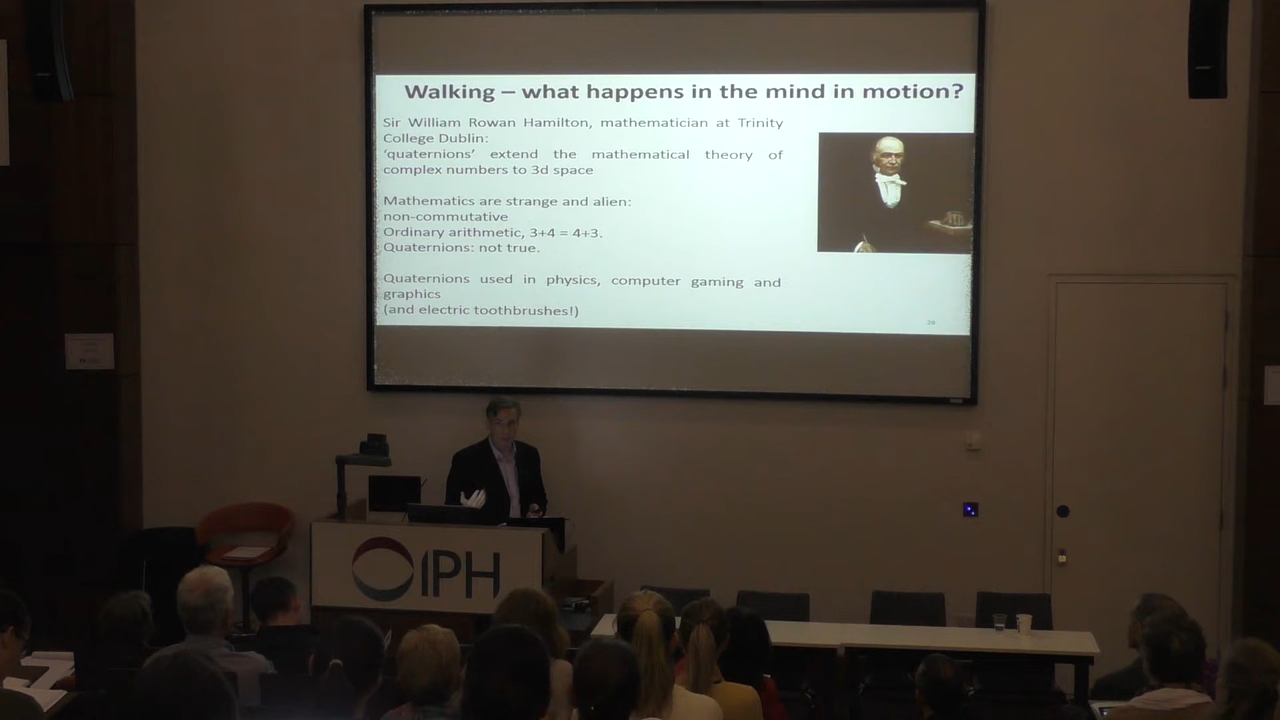 Walking – what happens in the mind in motion?
Sir William Rowan Hamilton, mathematician at Trinity
College Dublin:
‘quaternions’ extend the mathematical theory of
complex numbers to 3d space
Mathematics are strange and alien:
non-commutative
Ordinary arithmetic, 3+4 = 4+3.
Quaternions: not true.
Quaternions used in physics, computer gaming and
graphics
(and electric toothbrushes!)
IPH